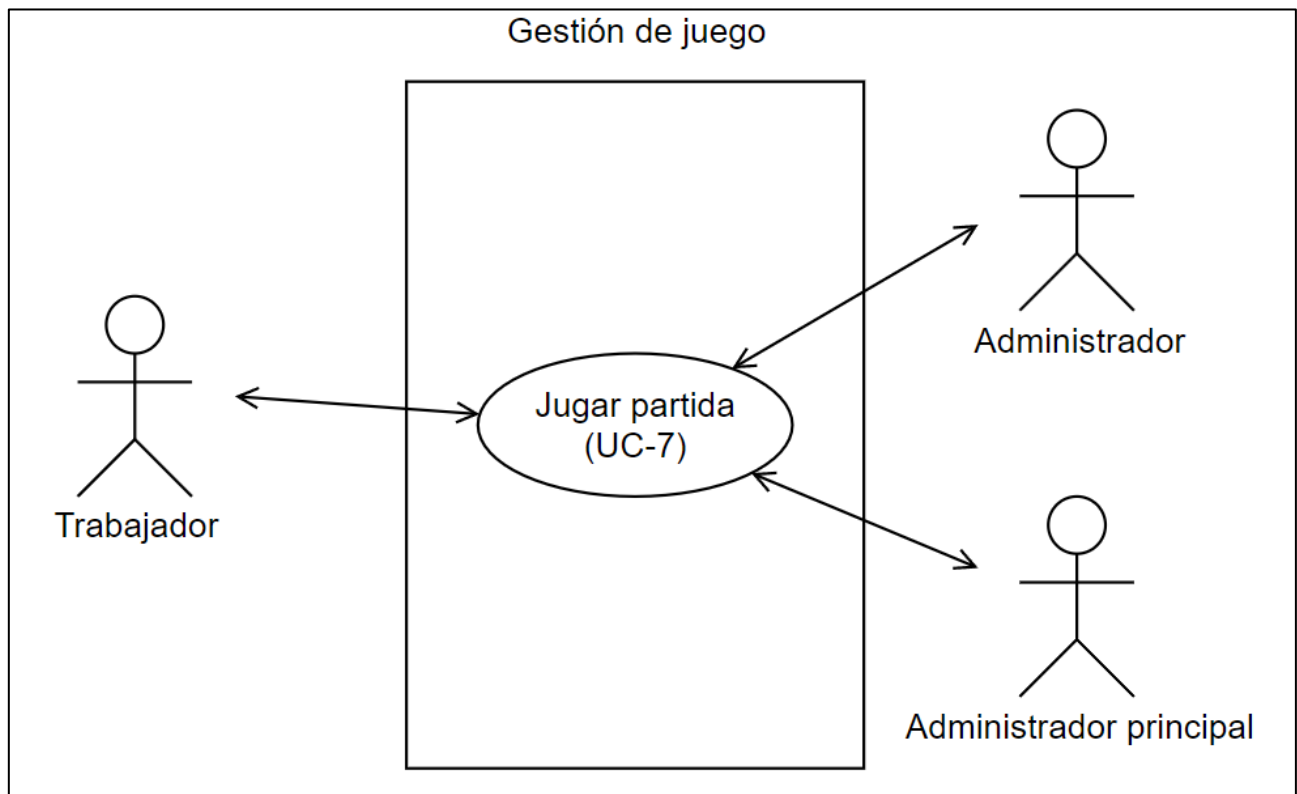 Gestión de juego
Administrador
Jugar partida
(UC-7)
Trabajador
Administrador principal